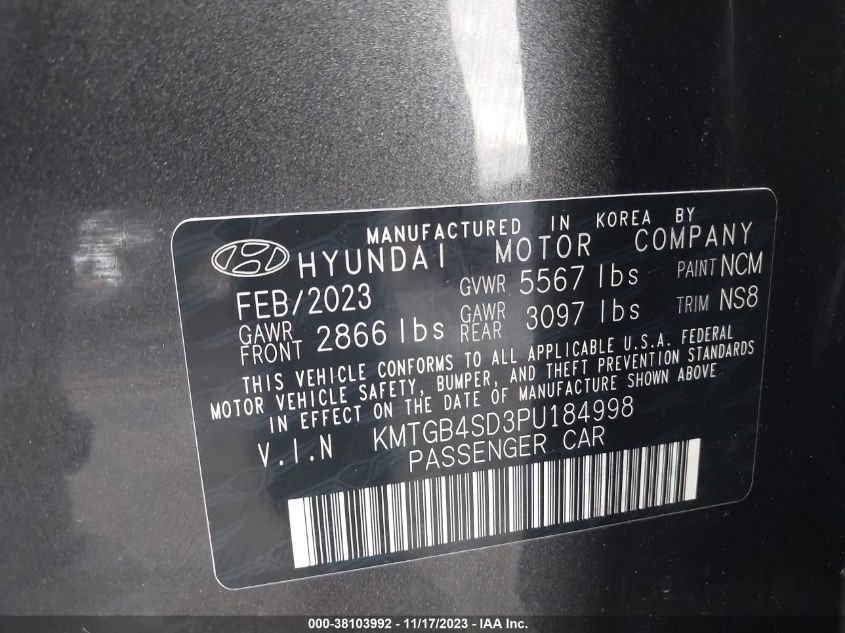 MANUFACTURED IN KOREA BY
HYUNDAI MOTOR COMPANY
FEB/2023 GVWR 5567 lbs PAINT NCM
GAWR FRONT 2866 lbs GAWR REAR 3097 lbs TRIM NS8
THIS VEHICLE CONFORMS TO ALL APPLICABLE U.S.A. FEDERAL
MOTOR VEHICLE SAFETY, BUMPER, AND THEFT PREVENTION STANDARDS
IN EFFECT ON THE DATE OF MANUFACTURE SHOWN ABOVE
V.I.N KMTGB4SD3PU184998
PASSENGER CAR
000-38103992 - 11/17/2023 - IAA Inc.